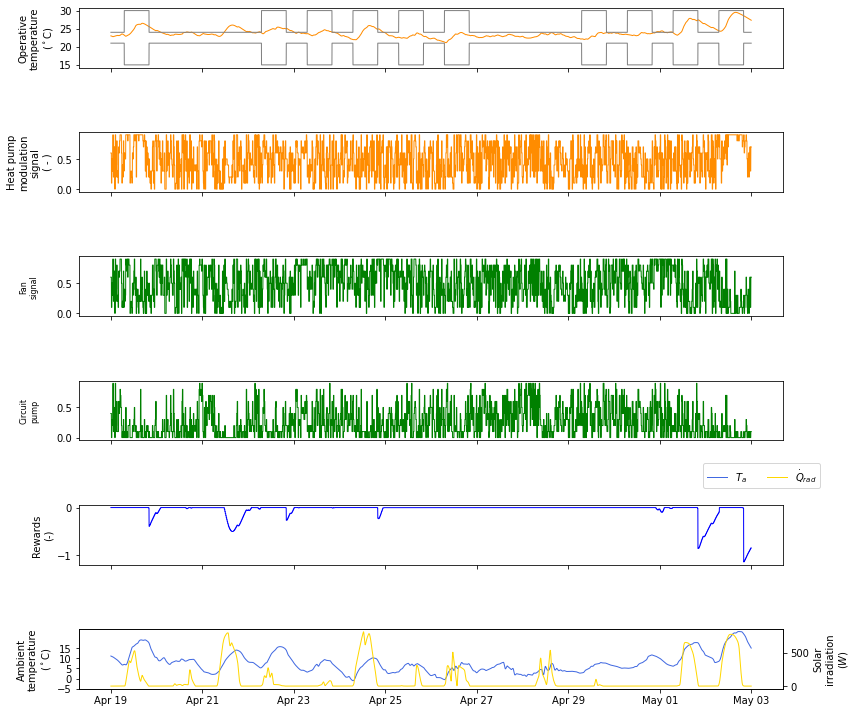 Operative
temperature
(°C)
30
25
20
15
Heat pump
modulation
signal
( - )
0.5
0.0
Fan
signal
0.5
0.0
Circuit
pump
0.5
0.0
T_a
Q̇_rad
Rewards
(-)
0
−1
Ambient
temperature
(°C)
15
10
5
0
−5
500
0
Solar
irradiation
(W)
Apr 19 Apr 21 Apr 23 Apr 25 Apr 27 Apr 29 May 01 May 03